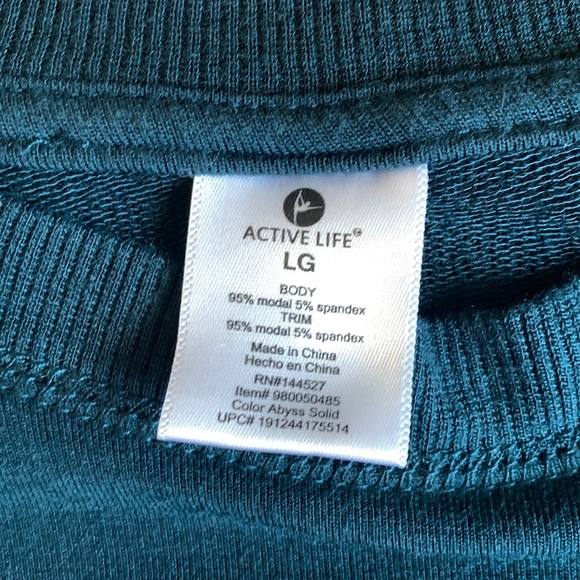 ACTIVE LIFE®
LG
BODY
95% modal 5% spandex
TRIM
95% modal 5% spandex
Made in China
Hecho en China
RN#144527
Item# 980050485
Color Abyss Solid
UPC# 191244175514